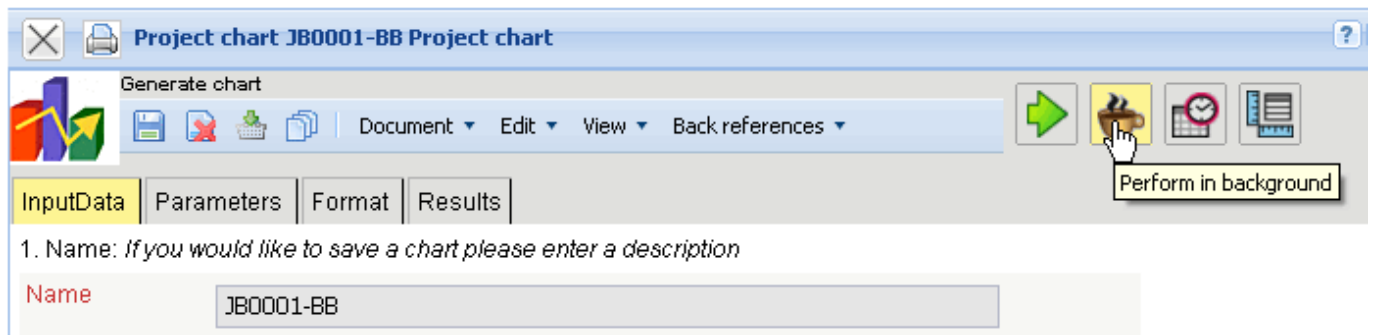 Project chart JB0001-BB Project chart
?
Generate chart
Document Edit View Back references
Perform in background
InputData Parameters Format Results
1. Name: If you would like to save a chart please enter a description
Name JB0001-BB